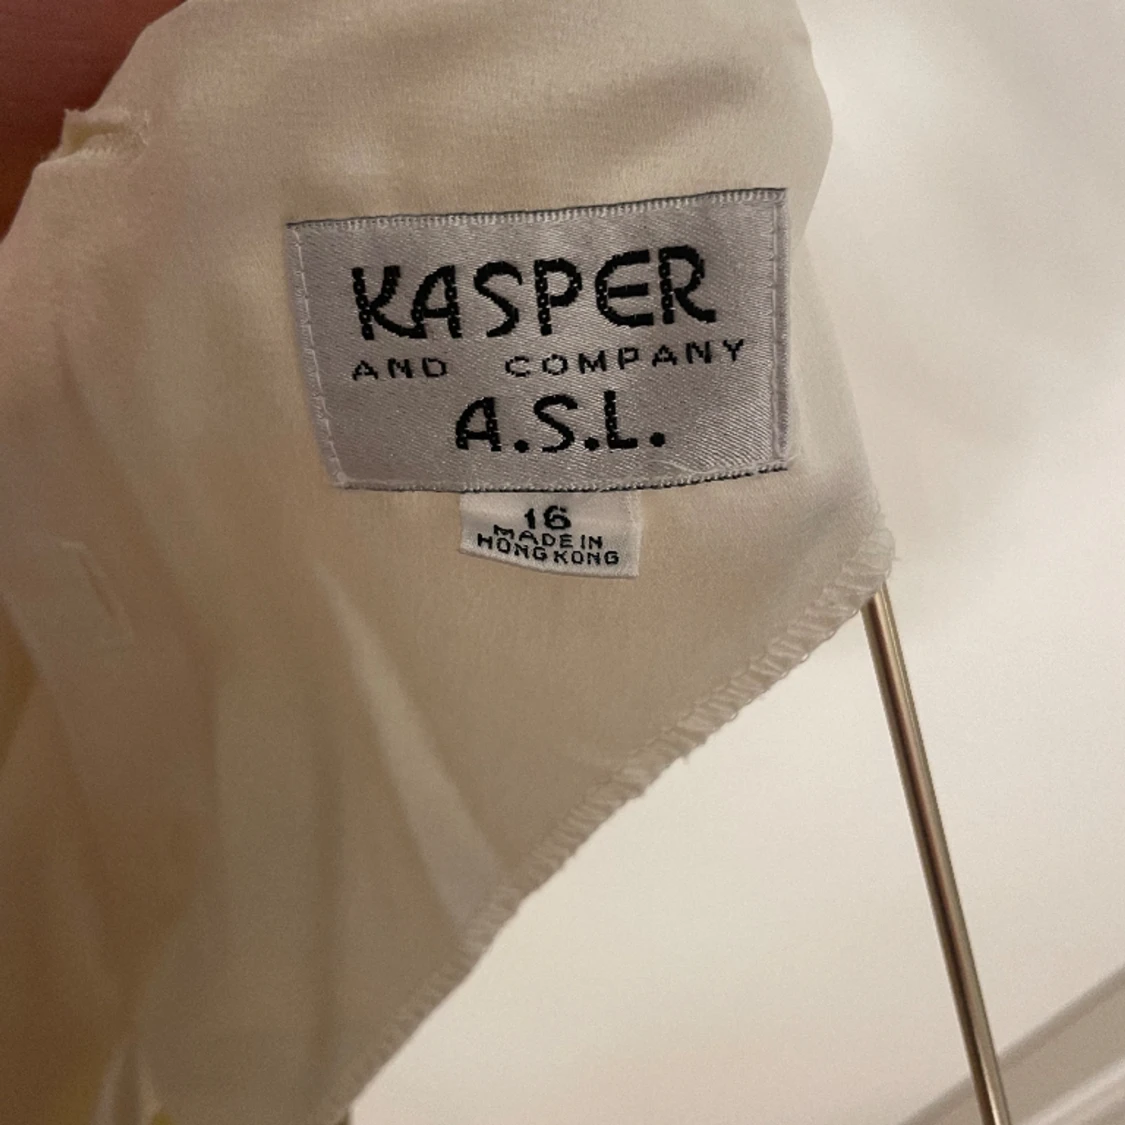 KASPER
AND COMPANY
A.S.L.
16
MADE IN
HONG KONG